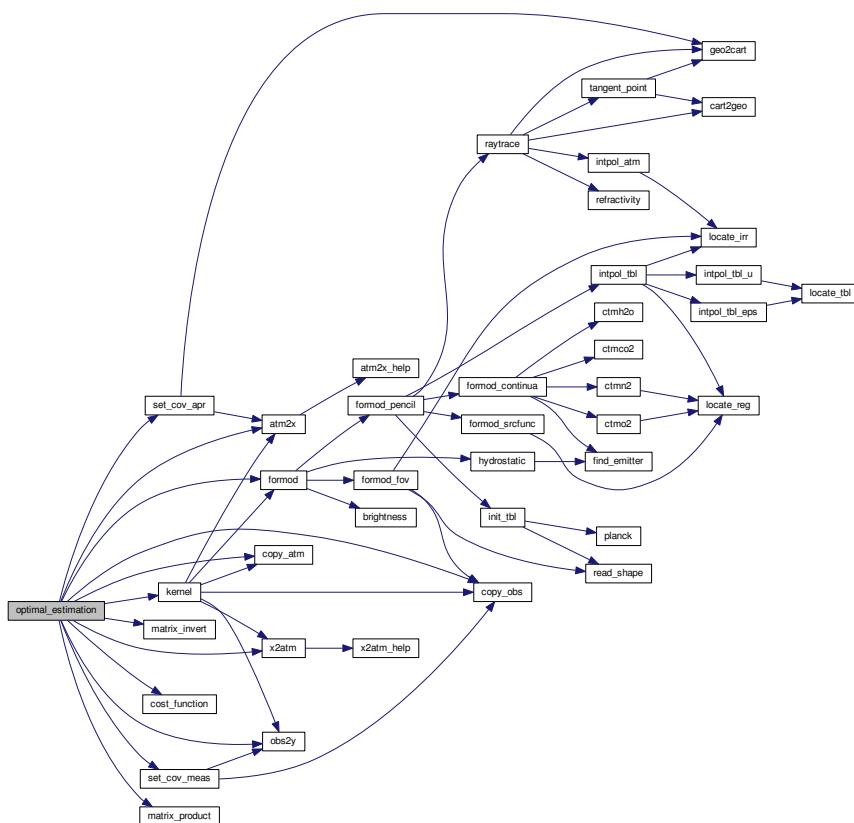 geo2cart
tangent_point
cart2geo
raytrace
intpol_atm
refractivity
locate_irr
intpol_tbl
intpol_tbl_u
locate_tbl
intpol_tbl_eps
ctmh2o
ctmco2
atm2x_help
formod_continua
ctmn2
set_cov_apr
formod_pencil
locate_reg
atm2x
formod_srcfunc
ctmo2
hydrostatic
find_emitter
formod
formod_fov
brightness
init_tbl
planck
copy_atm
read_shape
kernel
copy_obs
optimal_estimation
matrix_invert
x2atm
x2atm_help
cost_function
obs2y
set_cov_meas
matrix_product